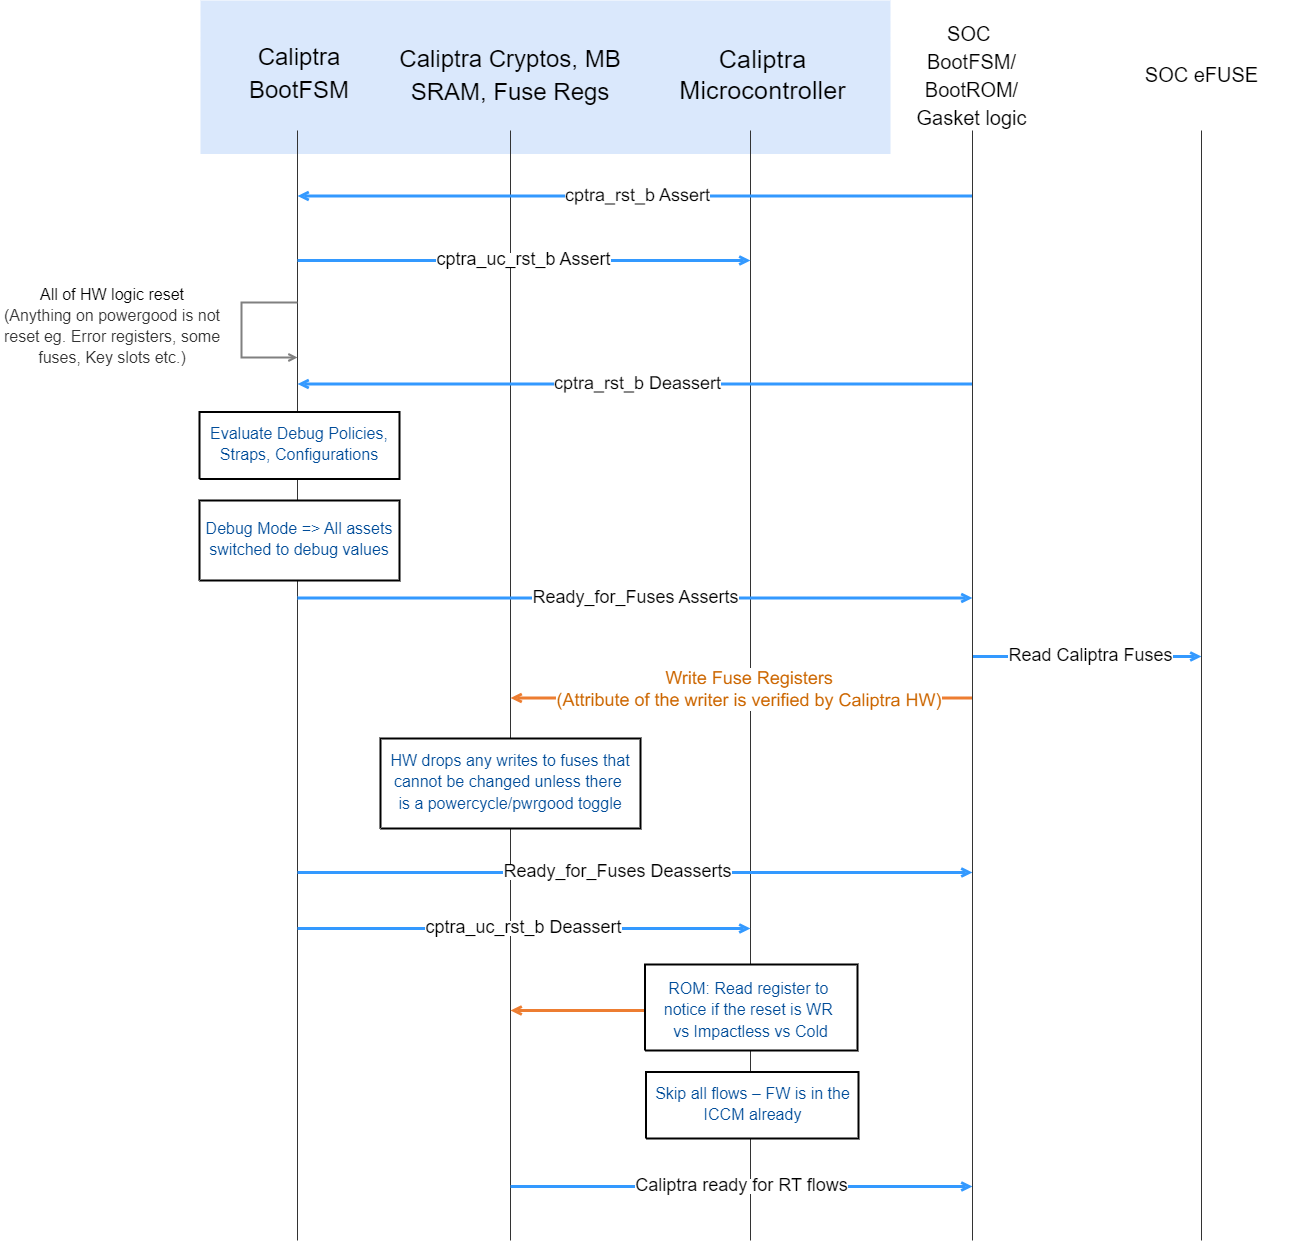 Caliptra
BootFSM
Caliptra Cryptos, MB
SRAM, Fuse Regs
Caliptra
Microcontroller
SOC
BootFSM/
BootROM/
Gasket logic
SOC eFUSE
cptra_rst_b Assert
cptra_uc_rst_b Assert
All of HW logic reset
(Anything on powergood is not
reset eg. Error registers, some
fuses, Key slots etc.)
cptra_rst_b Deassert
Evaluate Debug Policies,
Straps, Configurations
Debug Mode => All assets
switched to debug values
Ready_for_Fuses Asserts
Read Caliptra Fuses
Write Fuse Registers
(Attribute of the writer is verified by Caliptra HW)
HW drops any writes to fuses that
cannot be changed unless there
is a powercycle/pwrgood toggle
Ready_for_Fuses Deasserts
cptra_uc_rst_b Deassert
ROM: Read register to
notice if the reset is WR
vs Impactless vs Cold
Skip all flows – FW is in the
ICCM already
Caliptra ready for RT flows